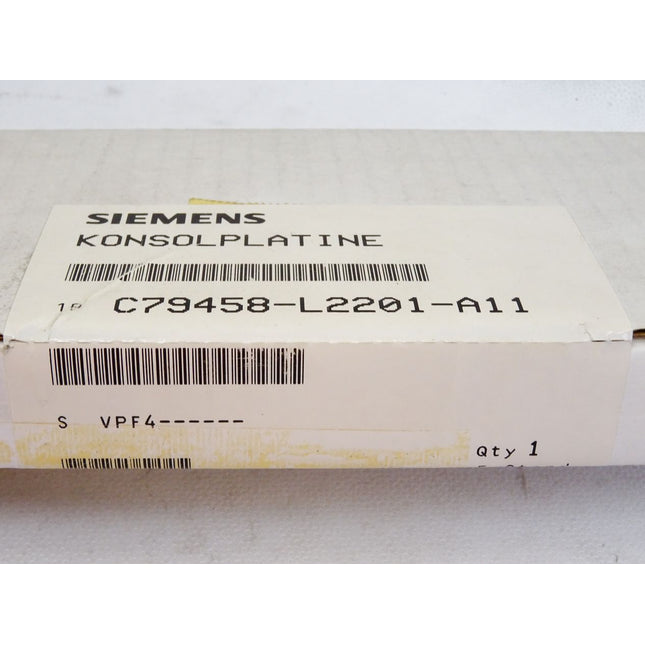 SIEMENS
KONSOLPLATINE
1P C79458-L2201-A11
S VPF4------
Qty 1